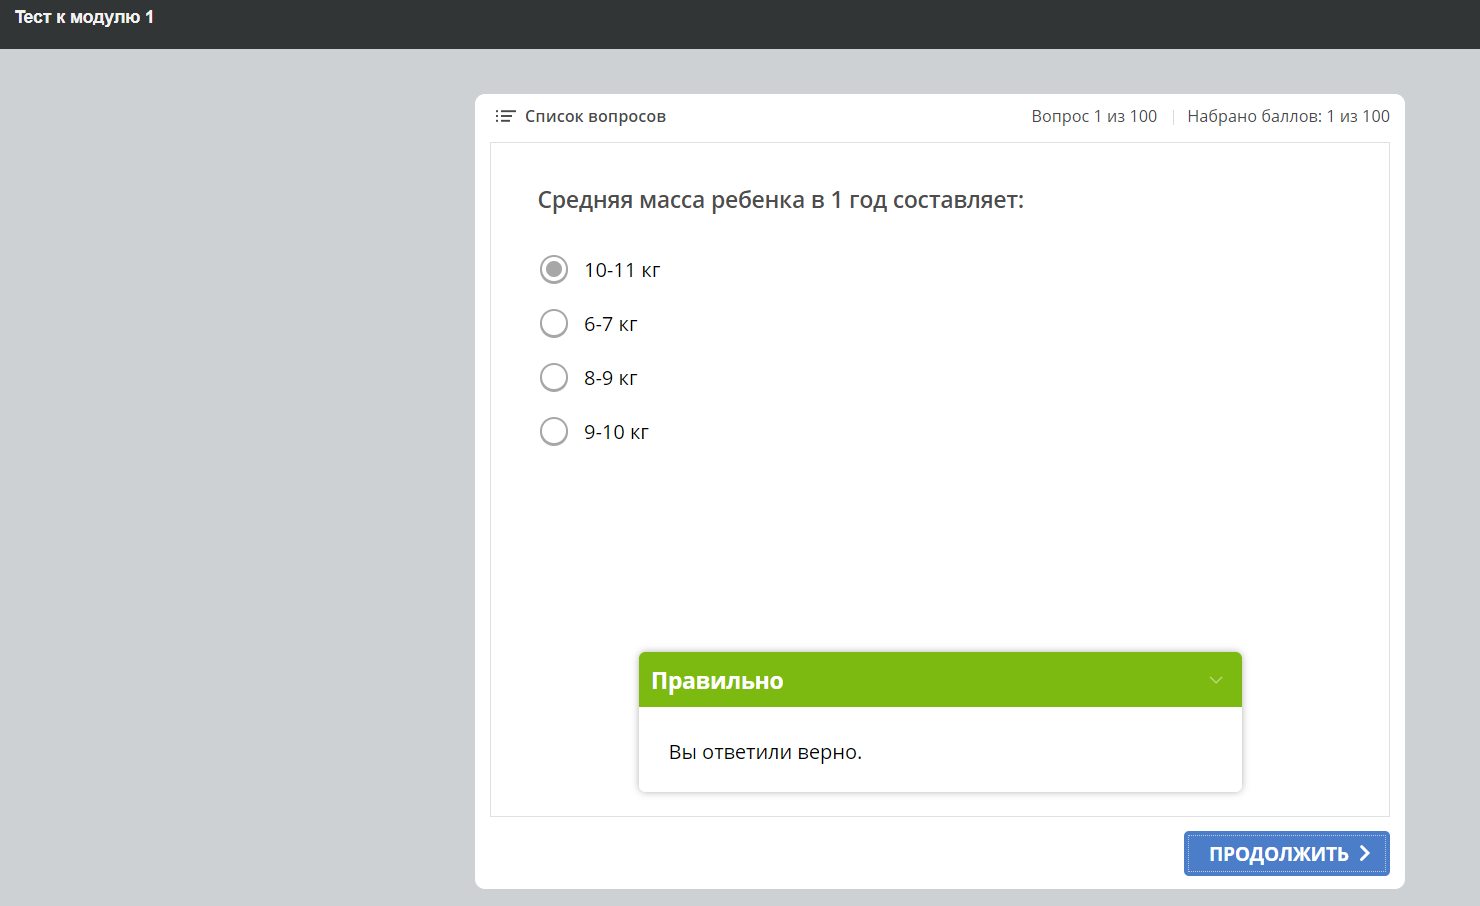 Тест к модулю 1
Список вопросов
Вопрос 1 из 100
Набрано баллов: 1 из 100
Средняя масса ребенка в 1 год составляет:
10-11 кг
6-7 кг
8-9 кг
9-10 кг
Правильно
Вы ответили верно.
ПРОДОЛЖИТЬ